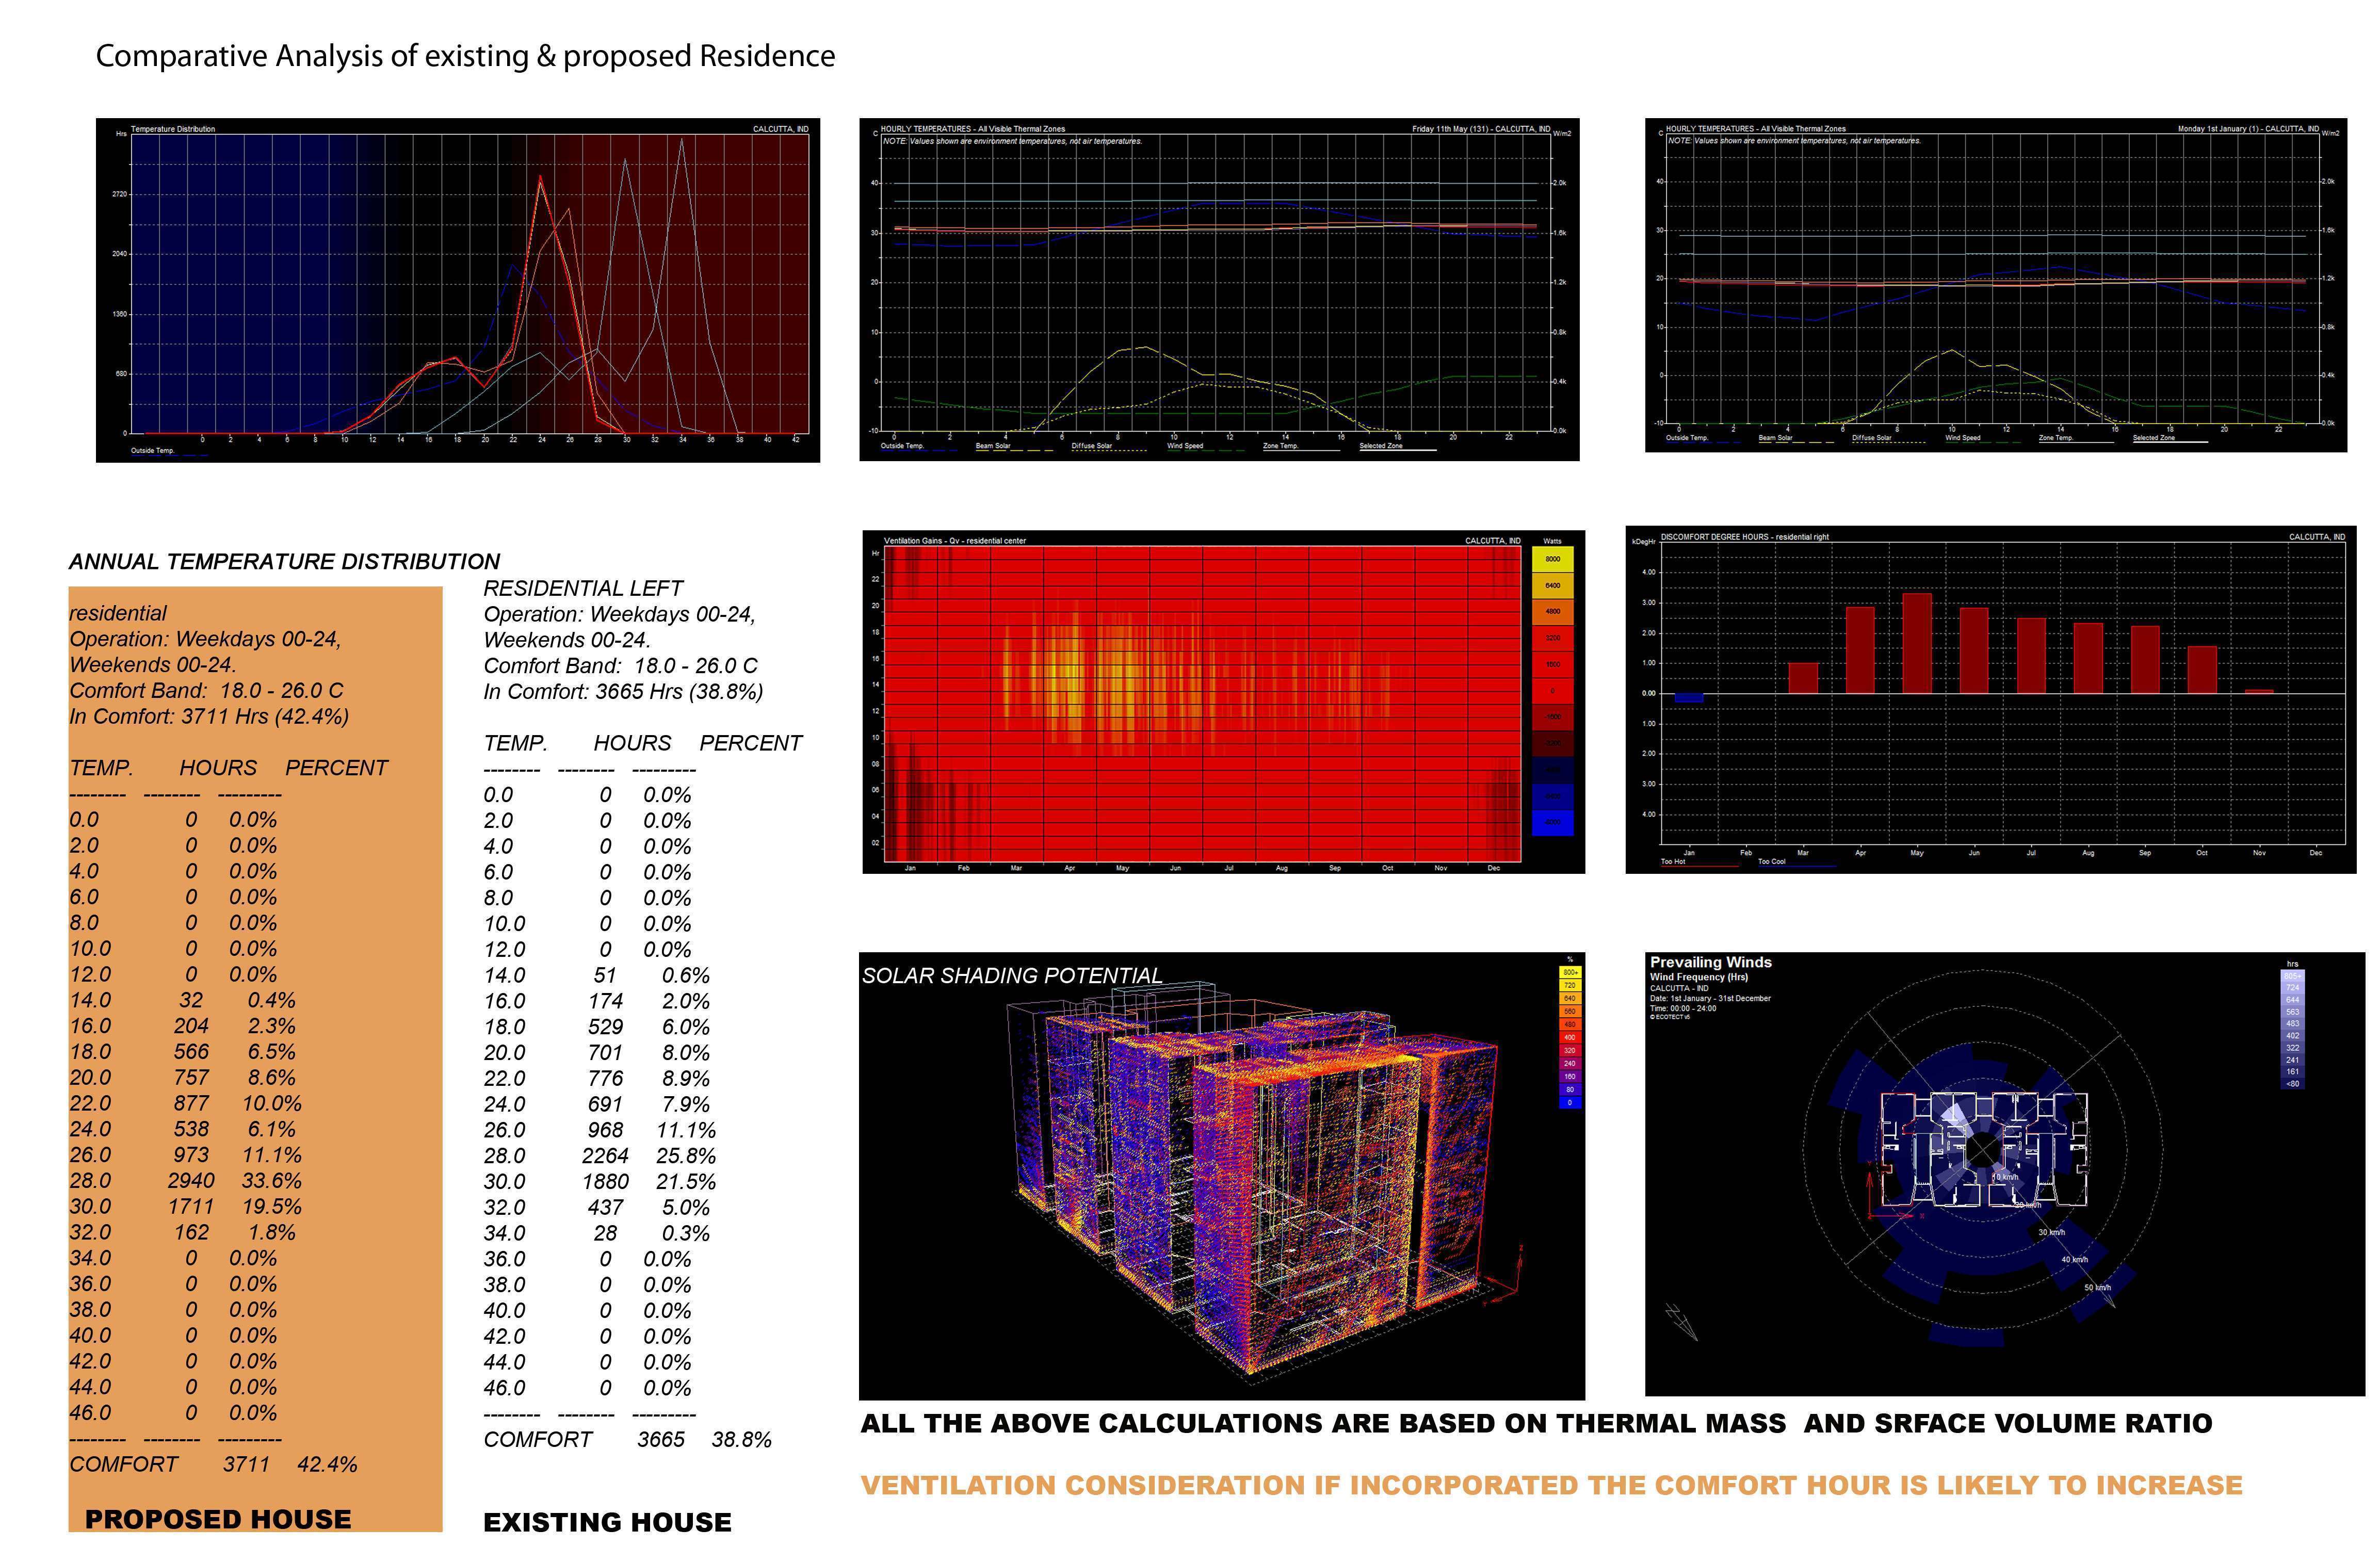 Comparative Analysis of existing & proposed Residence
Temperature Distribution
CALCUTTA, IND
Hrs
2720
2040
1360
680
0
0 2 4 6 8 10 12 14 16 18 20 22 24 26 28 30 32 34 36 38 40 42
Outside Temp.
C
HOURLY TEMPERATURES - All Visible Thermal Zones
Friday 11th May (131) - CALCUTTA, IND
W/m2
NOTE: Values shown are environment temperatures, not air temperatures.
40
2.0k
30
1.6k
20
1.2k
10
0.8k
0
0.4k
-10
0.0k
0 2 4 6 8 10 12 14 16 18 20 22
Outside Temp. Beam Solar Diffuse Solar Wind Speed Zone Temp. Selected Zone
C
HOURLY TEMPERATURES - All Visible Thermal Zones
Monday 1st January (1) - CALCUTTA, IND
W/m2
NOTE: Values shown are environment temperatures, not air temperatures.
40
2.0k
30
1.6k
20
1.2k
10
0.8k
0
0.4k
-10
0.0k
0 2 4 6 8 10 12 14 16 18 20 22
Outside Temp. Beam Solar Diffuse Solar Wind Speed Zone Temp. Selected Zone
ANNUAL TEMPERATURE DISTRIBUTION
residential
Operation: Weekdays 00-24,
Weekends 00-24.
Comfort Band: 18.0 - 26.0 C
In Comfort: 3711 Hrs (42.4%)
TEMP. HOURS PERCENT
-------- -------- ---------
0.0 0 0.0%
2.0 0 0.0%
4.0 0 0.0%
6.0 0 0.0%
8.0 0 0.0%
10.0 0 0.0%
12.0 0 0.0%
14.0 32 0.4%
16.0 204 2.3%
18.0 566 6.5%
20.0 757 8.6%
22.0 877 10.0%
24.0 538 6.1%
26.0 973 11.1%
28.0 2940 33.6%
30.0 1711 19.5%
32.0 162 1.8%
34.0 0 0.0%
36.0 0 0.0%
38.0 0 0.0%
40.0 0 0.0%
42.0 0 0.0%
44.0 0 0.0%
46.0 0 0.0%
-------- -------- ---------
COMFORT 3711 42.4%
PROPOSED HOUSE
RESIDENTIAL LEFT
Operation: Weekdays 00-24,
Weekends 00-24.
Comfort Band: 18.0 - 26.0 C
In Comfort: 3665 Hrs (38.8%)
TEMP. HOURS PERCENT
-------- -------- ---------
0.0 0 0.0%
2.0 0 0.0%
4.0 0 0.0%
6.0 0 0.0%
8.0 0 0.0%
10.0 0 0.0%
12.0 0 0.0%
14.0 51 0.6%
16.0 174 2.0%
18.0 529 6.0%
20.0 701 8.0%
22.0 776 8.9%
24.0 691 7.9%
26.0 968 11.1%
28.0 2264 25.8%
30.0 1880 21.5%
32.0 437 5.0%
34.0 28 0.3%
36.0 0 0.0%
38.0 0 0.0%
40.0 0 0.0%
42.0 0 0.0%
44.0 0 0.0%
46.0 0 0.0%
-------- -------- ---------
COMFORT 3665 38.8%
EXISTING HOUSE
Ventilation Gains - Qv - residential center
CALCUTTA, IND
Watts
Hr
22
20
18
16
14
12
10
08
06
04
02
Jan Feb Mar Apr May Jun Jul Aug Sep Oct Nov Dec
8000
6400
4800
3200
1600
0
-1600
kDegHr
DISCOMFORT DEGREE HOURS - residential right
CALCUTTA, IND
4.00
3.00
2.00
1.00
0.00
1.00
2.00
3.00
4.00
Jan Feb Mar Apr May Jun Jul Aug Sep Oct Nov Dec
Too Hot Too Cool
SOLAR SHADING POTENTIAL
%
800+
720
640
560
480
400
320
240
160
80
0
Prevailing Winds
Wind Frequency (Hrs)
CALCUTTA - IND
Date: 1st January - 31st December
Time: 00:00 - 24:00
© ECOTECT v5
hrs
724
644
563
483
402
322
241
161
<80
10 km/h
20 km/h
30 km/h
40 km/h
50 km/h
ALL THE ABOVE CALCULATIONS ARE BASED ON THERMAL MASS AND SRFACE VOLUME RATIO
VENTILATION CONSIDERATION IF INCORPORATED THE COMFORT HOUR IS LIKELY TO INCREASE